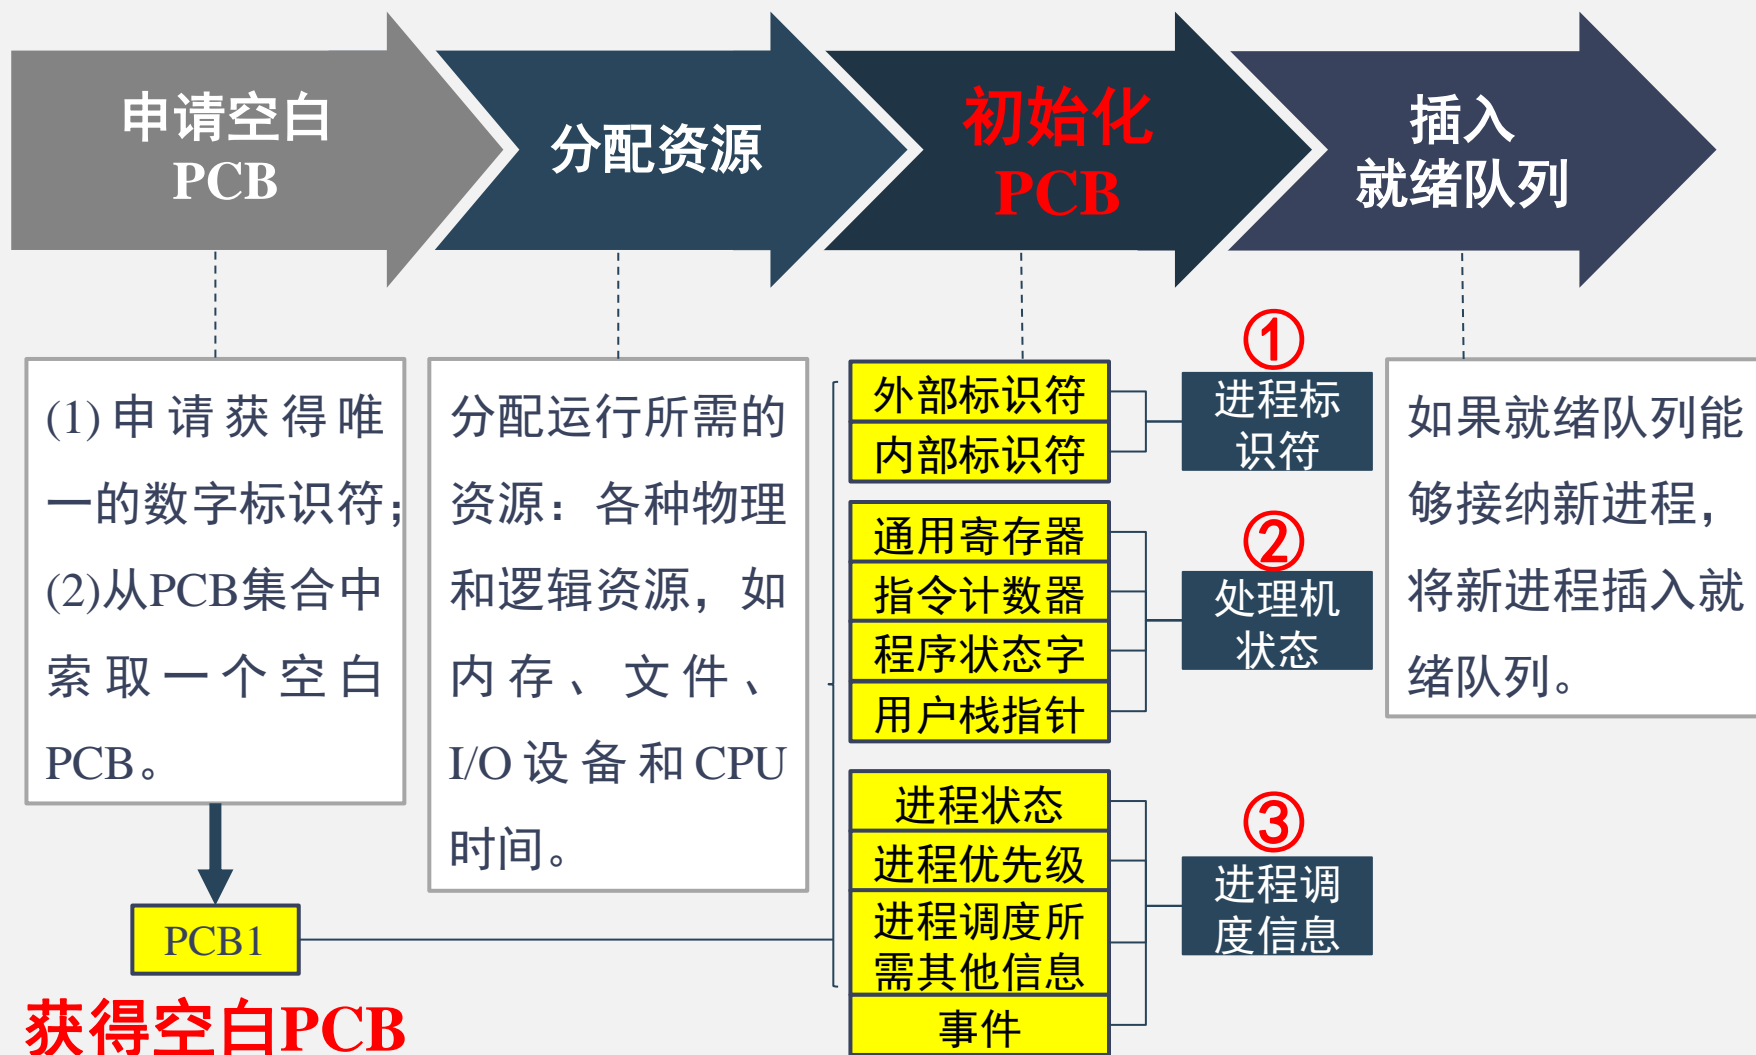 申请空白
PCB
分配资源
初始化
PCB
插入
就绪队列
(1)申请获得唯
一的数字标识符；
(2)从PCB集合中
索取一个空白
PCB。
PCB1
获得空白PCB
分配运行所需的
资源：各种物理
和逻辑资源，如
内存、文件、
I/O设备和CPU
时间。
外部标识符
内部标识符
①
进程标
识符
通用寄存器
指令计数器
程序状态字
用户栈指针
②
处理机
状态
进程状态
进程优先级
进程调度所
需其他信息
事件
③
进程调
度信息
如果就绪队列能
够接纳新进程，
将新进程插入就
绪队列。